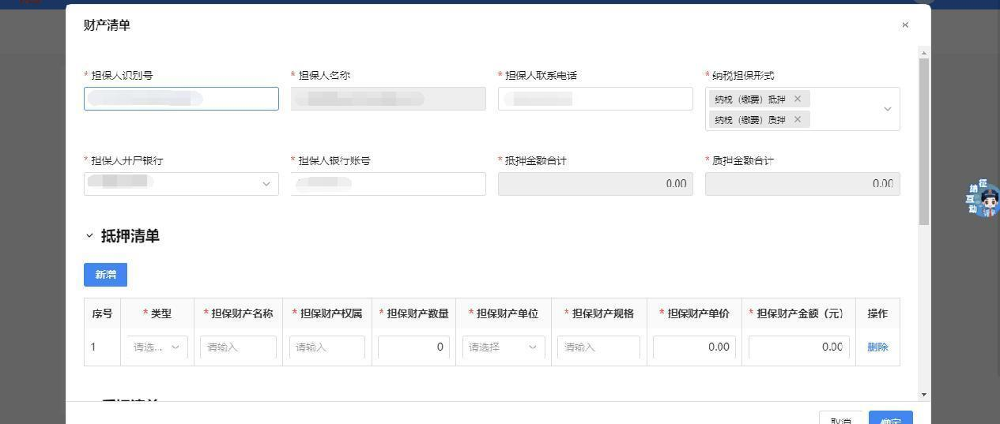 财产清单
* 担保人识别号
* 担保人名称
* 担保人联系电话
* 纳税担保形式
纳税（缴费）抵押 ×
纳税（缴费）质押 ×
* 担保人开户银行
* 担保人银行账号
* 抵押金额合计
* 质押金额合计
0.00
0.00
征纳互动
抵押清单
新增
序号 * 类型 * 担保财产名称 * 担保财产权属 * 担保财产数量 * 担保财产单位 * 担保财产规格 * 担保财产单价 * 担保财产金额（元） 操作
1 请选... 请输入 请输入 0 请选择 请输入 0.00 0.00 删除
质押清单
取消 确定